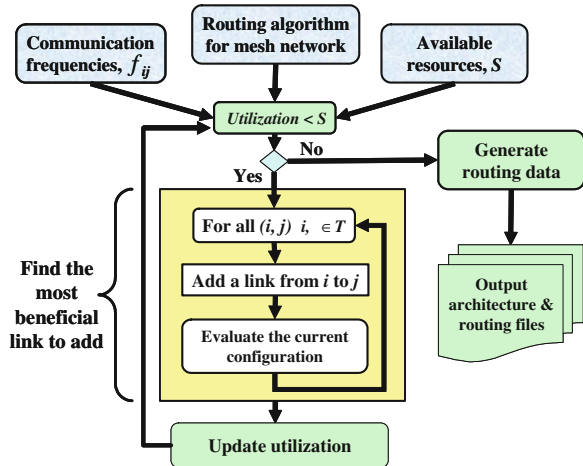 Communication
frequencies, f_ij
Routing algorithm
for mesh network
Available
resources, S
Utilization < S
No
Yes
Generate
routing data
Find the
most
beneficial
link to add
For all (i, j) i, ∈ T
Add a link from i to j
Evaluate the current
configuration
Output
architecture &
routing files
Update utilization